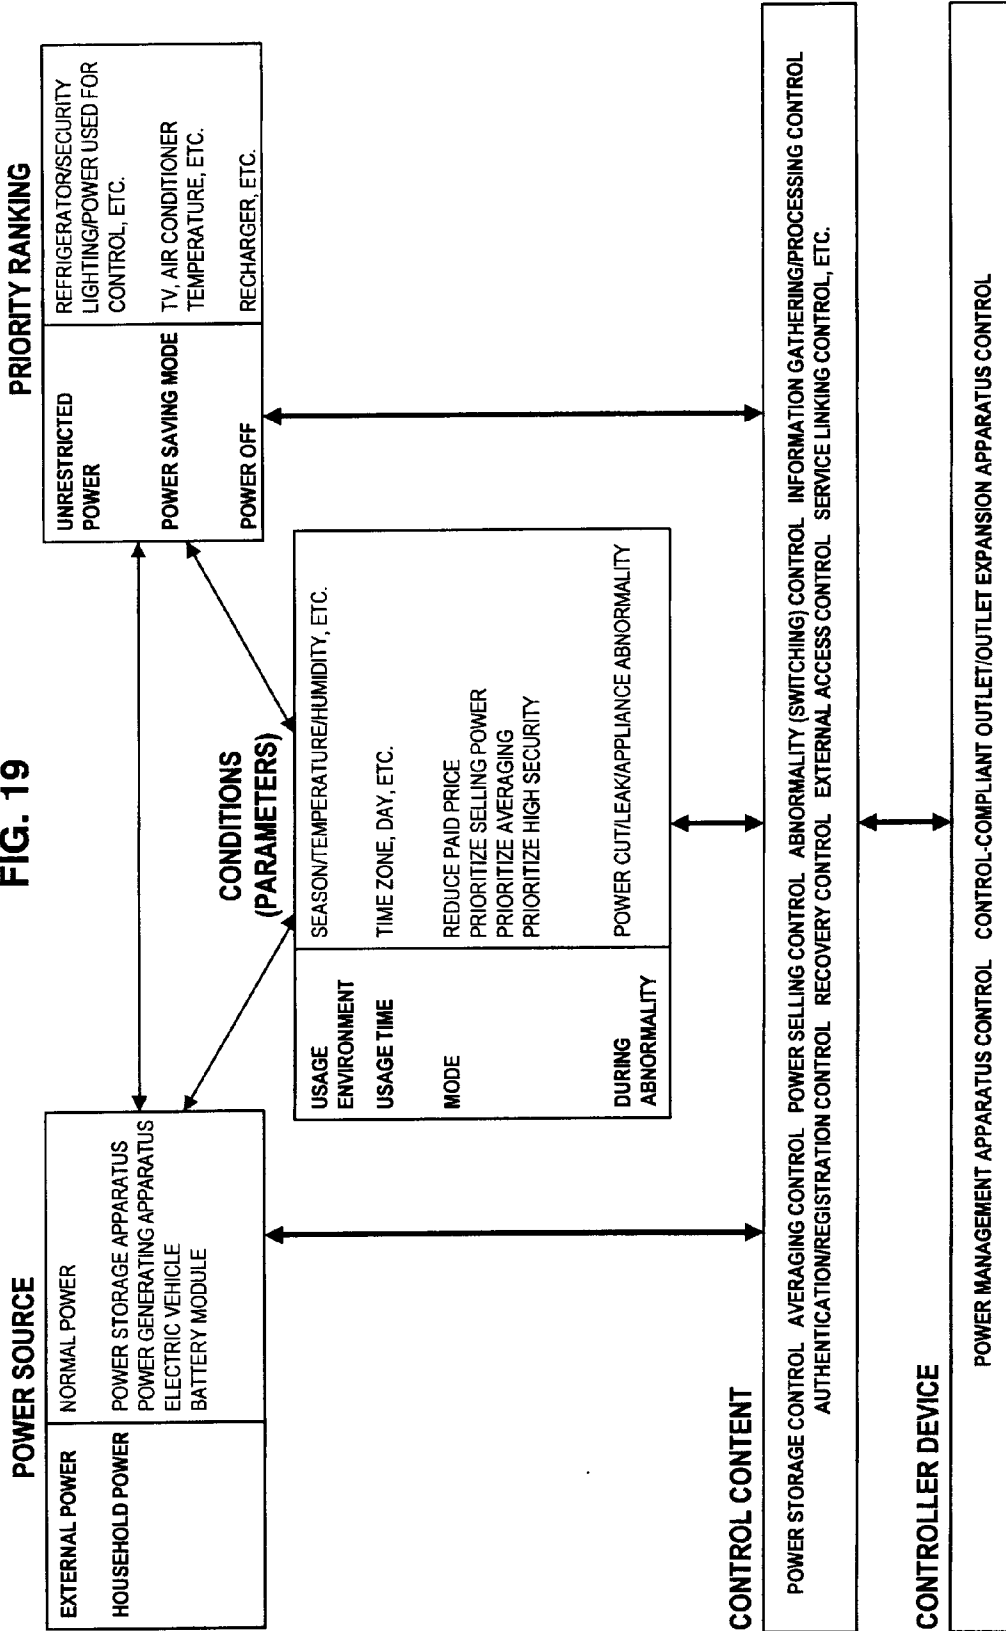 FIG. 19
POWER SOURCE
EXTERNAL POWER
NORMAL POWER
HOUSEHOLD POWER
POWER STORAGE APPARATUS
POWER GENERATING APPARATUS
ELECTRIC VEHICLE
BATTERY MODULE
PRIORITY RANKING
UNRESTRICTED
POWER
REFRIGERATOR/SECURITY
LIGHTING/POWER USED FOR
CONTROL, ETC.
POWER SAVING MODE
TV, AIR CONDITIONER
TEMPERATURE, ETC.
POWER OFF
RECHARGER, ETC.
CONDITIONS
(PARAMETERS)
USAGE
ENVIRONMENT
SEASON/TEMPERATURE/HUMIDITY, ETC.
USAGE TIME
TIME ZONE, DAY, ETC.
MODE
REDUCE PAID PRICE
PRIORITIZE SELLING POWER
PRIORITIZE AVERAGING
PRIORITIZE HIGH SECURITY
DURING
ABNORMALITY
POWER CUT/LEAK/APPLIANCE ABNORMALITY
CONTROL CONTENT
POWER STORAGE CONTROL AVERAGING CONTROL POWER SELLING CONTROL ABNORMALITY (SWITCHING) CONTROL INFORMATION GATHERING/PROCESSING CONTROL
AUTHENTICATION/REGISTRATION CONTROL RECOVERY CONTROL EXTERNAL ACCESS CONTROL SERVICE LINKING CONTROL, ETC.
CONTROLLER DEVICE
POWER MANAGEMENT APPARATUS CONTROL CONTROL-COMPLIANT OUTLET/OUTLET EXPANSION APPARATUS CONTROL